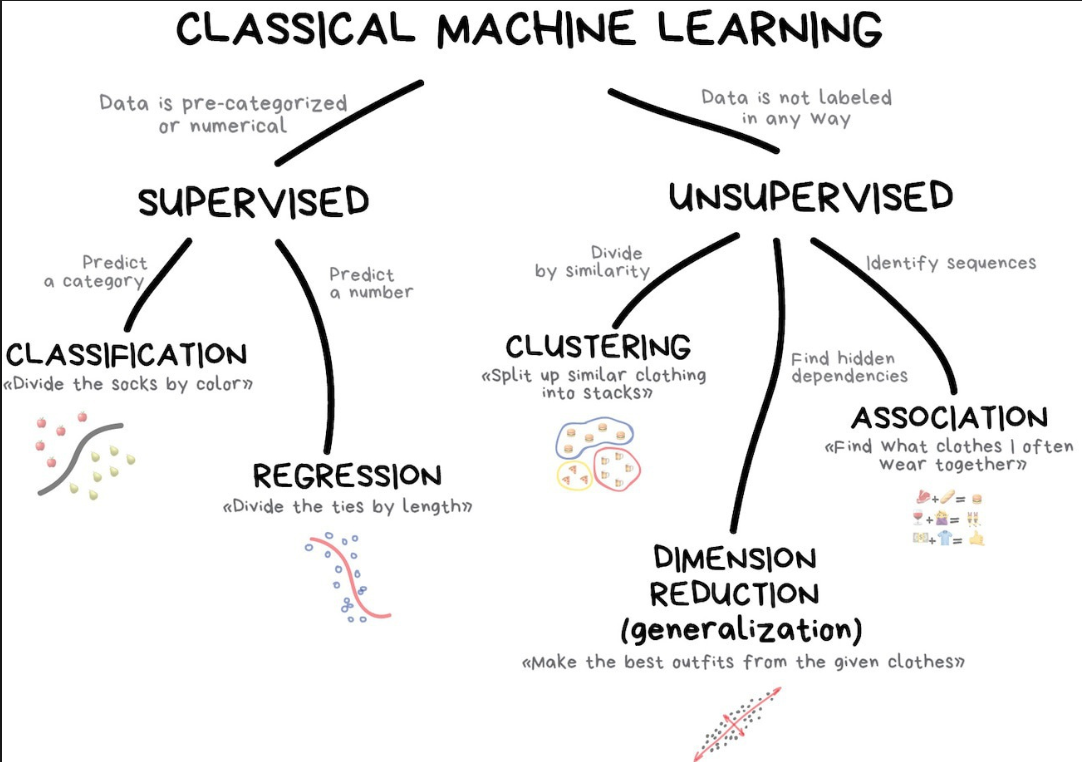 CLASSICAL MACHINE LEARNING
Data is pre-categorized
or numerical
Data is not labeled
in any way
SUPERVISED
UNSUPERVISED
Predict
a category
Predict
a number
Divide
by similarity
Identify sequences
CLASSIFICATION
«Divide the socks by color»
CLUSTERING
«Split up similar clothing
into stacks»
Find hidden
dependencies
ASSOCIATION
«Find what clothes I often
wear together»
REGRESSION
«Divide the ties by length»
+ =
+ =
+ =
DIMENSION
REDUCTION
(generalization)
«Make the best outfits from the given clothes»